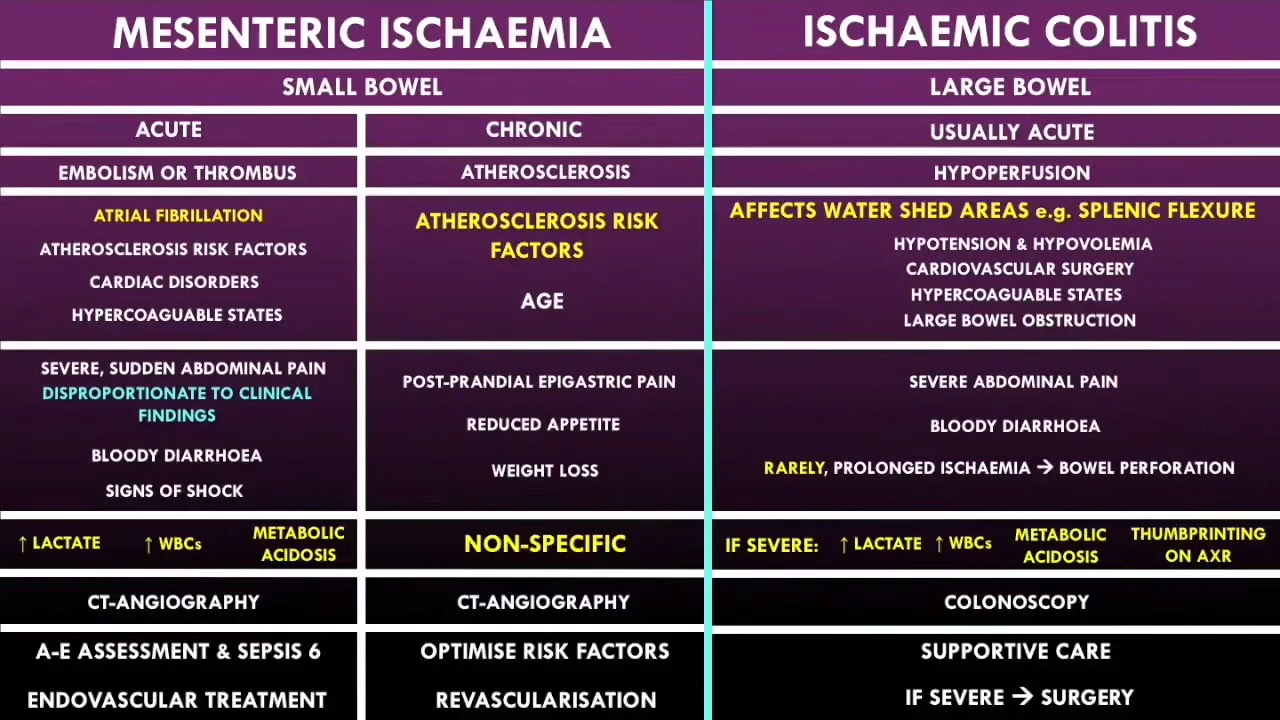 MESENTERIC ISCHAEMIA
ISCHAEMIC COLITIS
SMALL BOWEL
LARGE BOWEL
ACUTE
CHRONIC
USUALLY ACUTE
EMBOLISM OR THROMBUS
ATHEROSCLEROSIS
HYPOPERFUSION
ATRIAL FIBRILLATION
ATHEROSCLEROSIS RISK FACTORS
CARDIAC DISORDERS
HYPERCOAGUABLE STATES
ATHEROSCLEROSIS RISK
FACTORS
AGE
AFFECTS WATER SHED AREAS e.g. SPLENIC FLEXURE
HYPOTENSION & HYPOVOLEMIA
CARDIOVASCULAR SURGERY
HYPERCOAGUABLE STATES
LARGE BOWEL OBSTRUCTION
SEVERE, SUDDEN ABDOMINAL PAIN
DISPROPORTIONATE TO CLINICAL
FINDINGS
BLOODY DIARRHOEA
SIGNS OF SHOCK
POST-PRANDIAL EPIGASTRIC PAIN
REDUCED APPETITE
WEIGHT LOSS
SEVERE ABDOMINAL PAIN
BLOODY DIARRHOEA
RARELY, PROLONGED ISCHAEMIA → BOWEL PERFORATION
↑ LACTATE
↑ WBCs
METABOLIC
ACIDOSIS
NON-SPECIFIC
IF SEVERE:
↑ LACTATE
↑ WBCs
METABOLIC
ACIDOSIS
THUMBPRINTING
ON AXR
CT-ANGIOGRAPHY
CT-ANGIOGRAPHY
COLONOSCOPY
A-E ASSESSMENT & SEPSIS 6
ENDOVASCULAR TREATMENT
OPTIMISE RISK FACTORS
REVASCULARISATION
SUPPORTIVE CARE
IF SEVERE → SURGERY